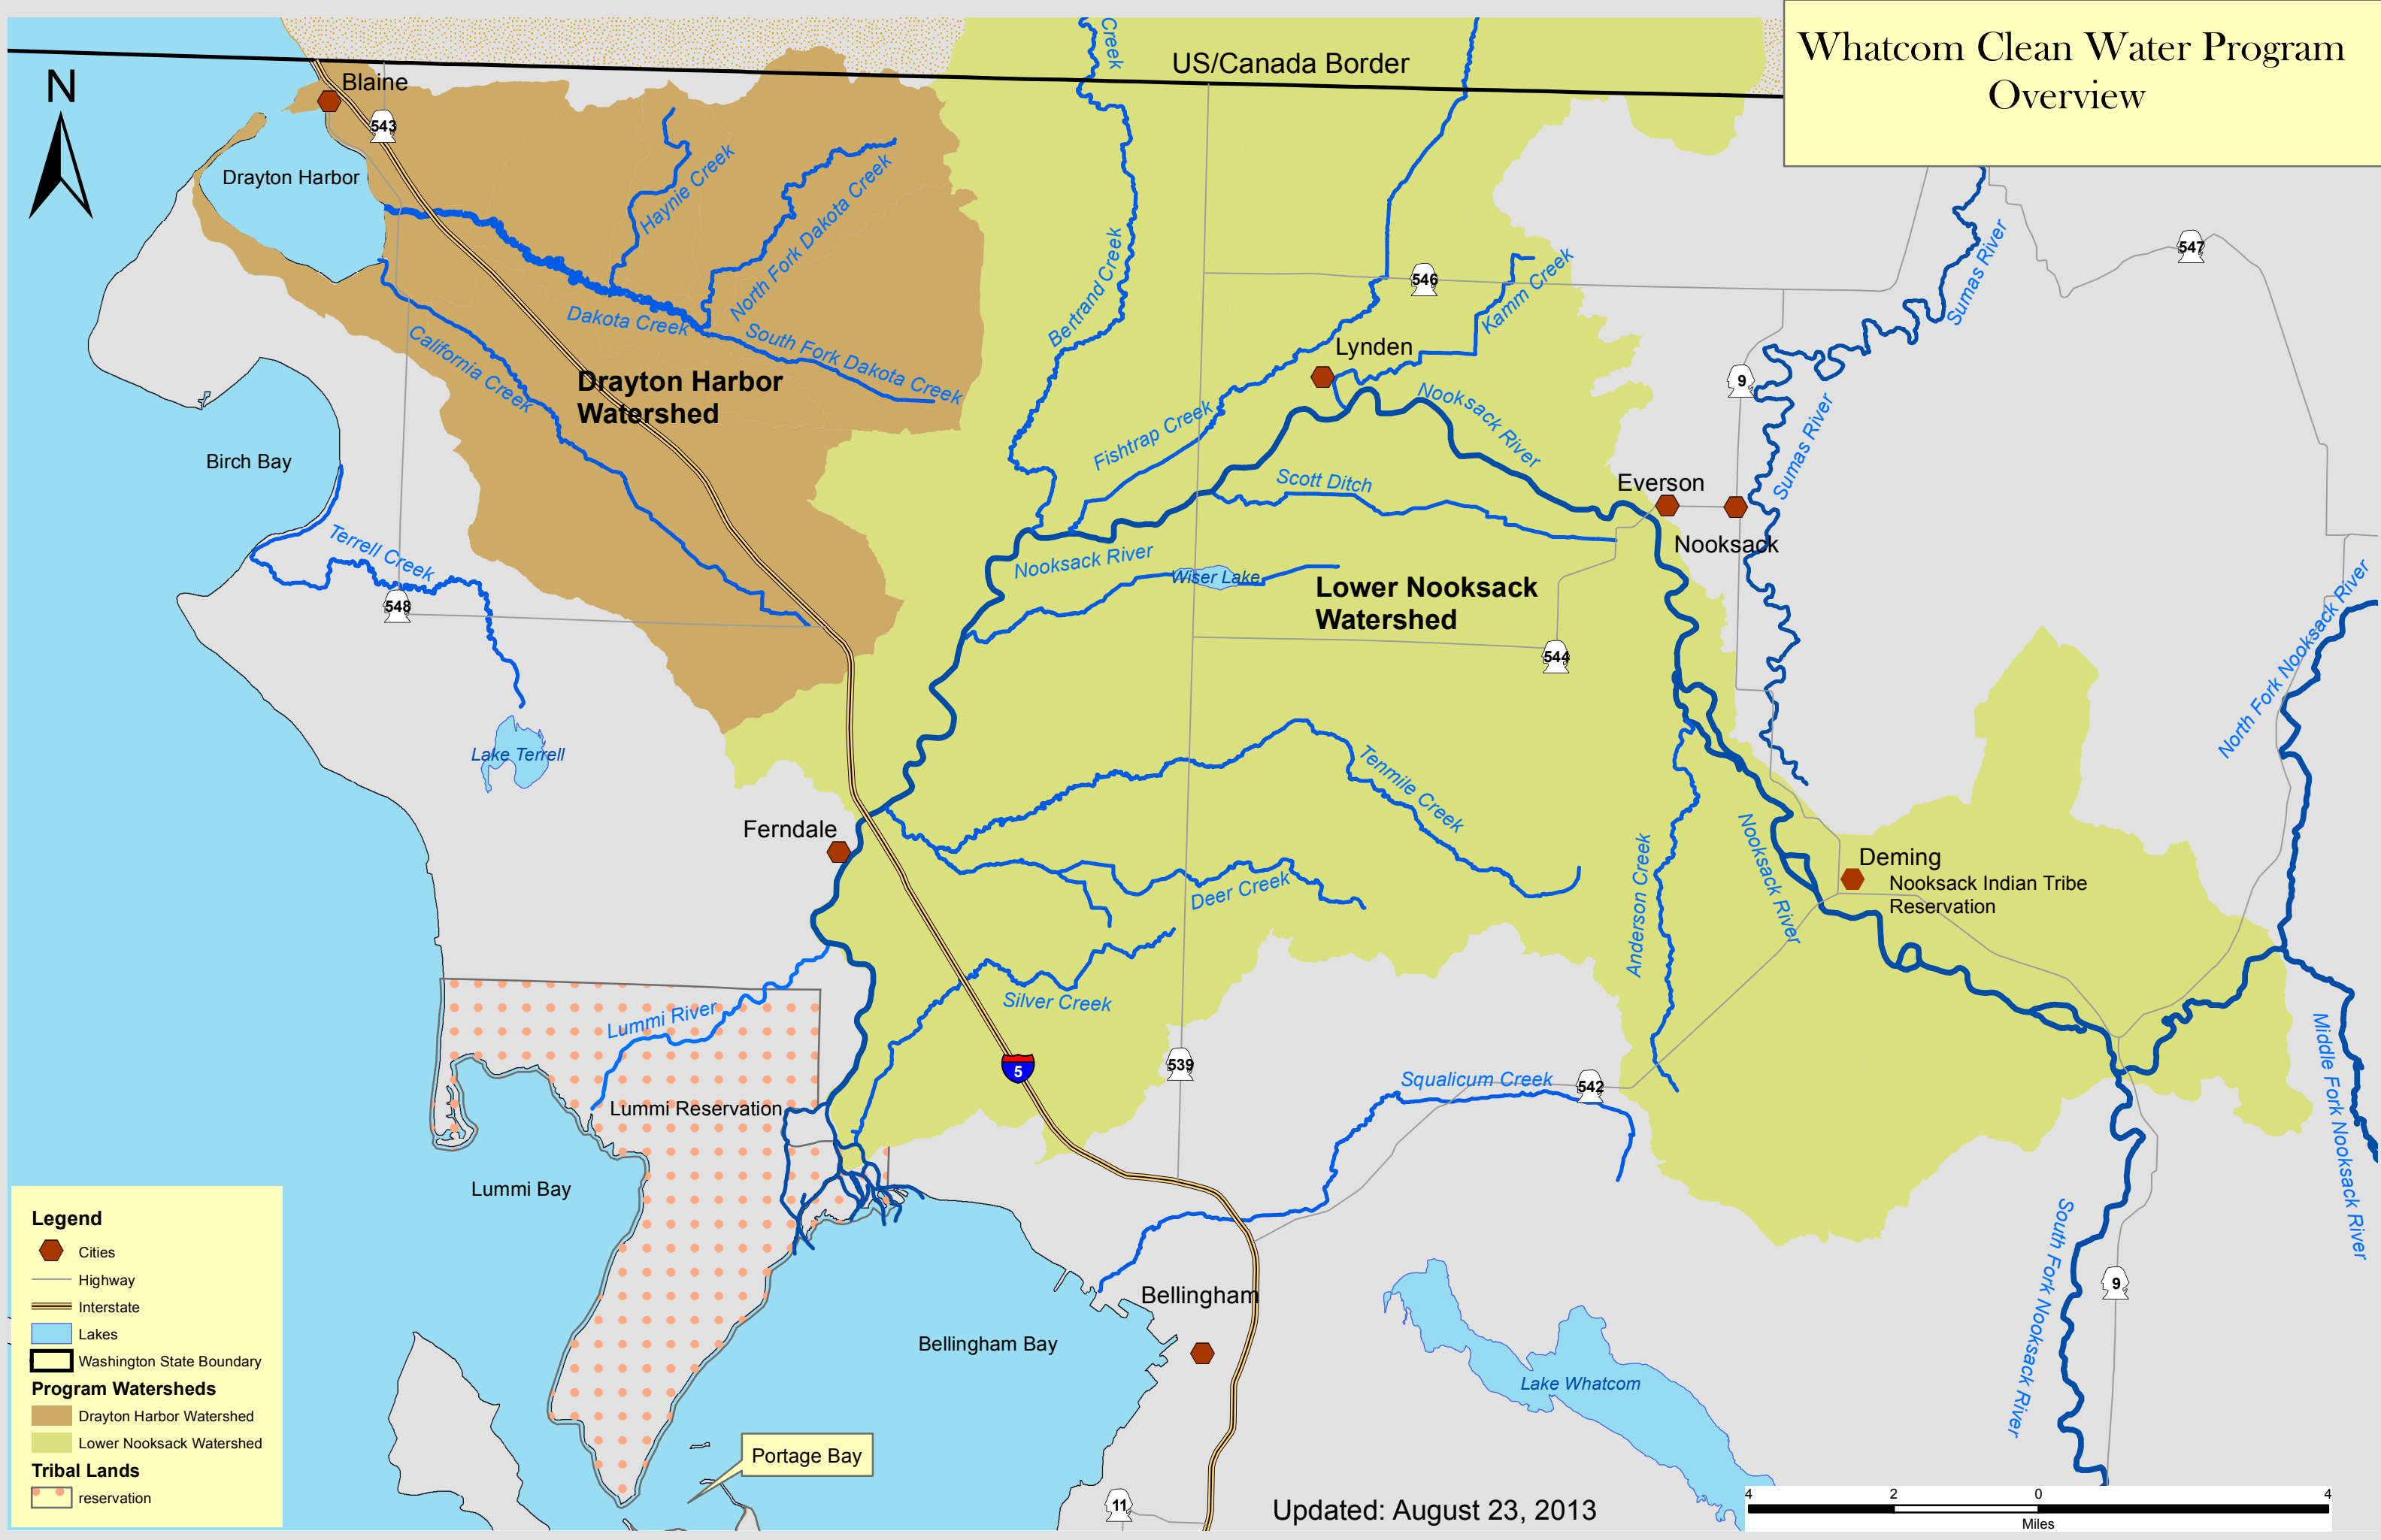 Whatcom Clean Water Program
Overview
N
US/Canada Border
Creek
Blaine
543
Drayton Harbor
Haynie Creek
North Fork Dakota Creek
Dakota Creek
South Fork Dakota Creek
California Creek
Drayton Harbor
Watershed
Bertrand Creek
546
Kamm Creek
Lynden
Fishtrap Creek
Nooksack River
Scott Ditch
Sumas River
547
9
Sumas River
Everson
Nooksack
Birch Bay
Terrell Creek
548
Lake Terrell
Nooksack River
Wiser Lake
Lower Nooksack
Watershed
544
North Fork Nooksack River
Tenmile Creek
Ferndale
Deer Creek
Anderson Creek
Nooksack River
Deming
Nooksack Indian Tribe
Reservation
Silver Creek
Lummi River
5
539
Squalicum Creek
542
Middle Fork Nooksack River
Lummi Reservation
Lummi Bay
South Fork Nooksack River
9
Bellingham
Bellingham Bay
Lake Whatcom
Portage Bay
11
Updated: August 23, 2013
Legend
Cities
Highway
Interstate
Lakes
Washington State Boundary
Program Watersheds
Drayton Harbor Watershed
Lower Nooksack Watershed
Tribal Lands
reservation
4 2 0 4
Miles